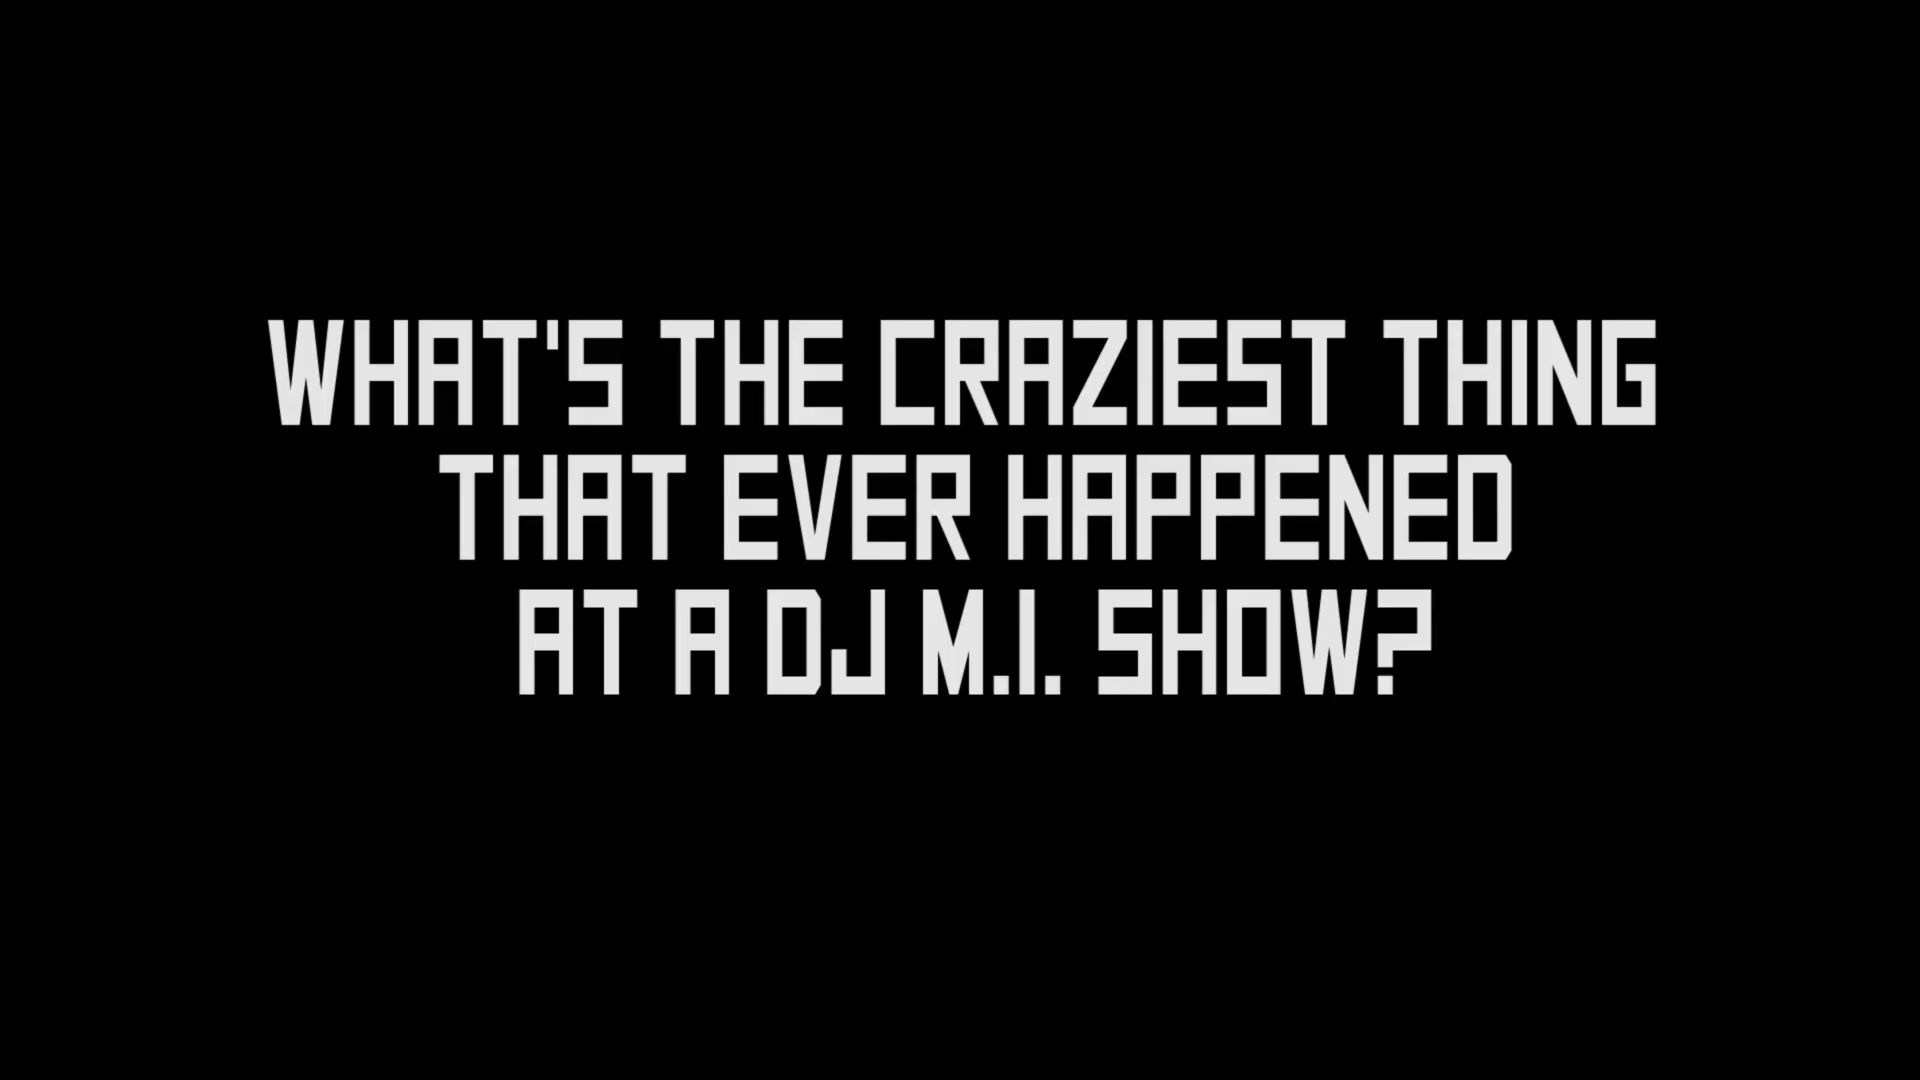 WHAT'S THE CRAZIEST THING
THAT EVER HAPPENED
AT A DJ M.I. SHOW?